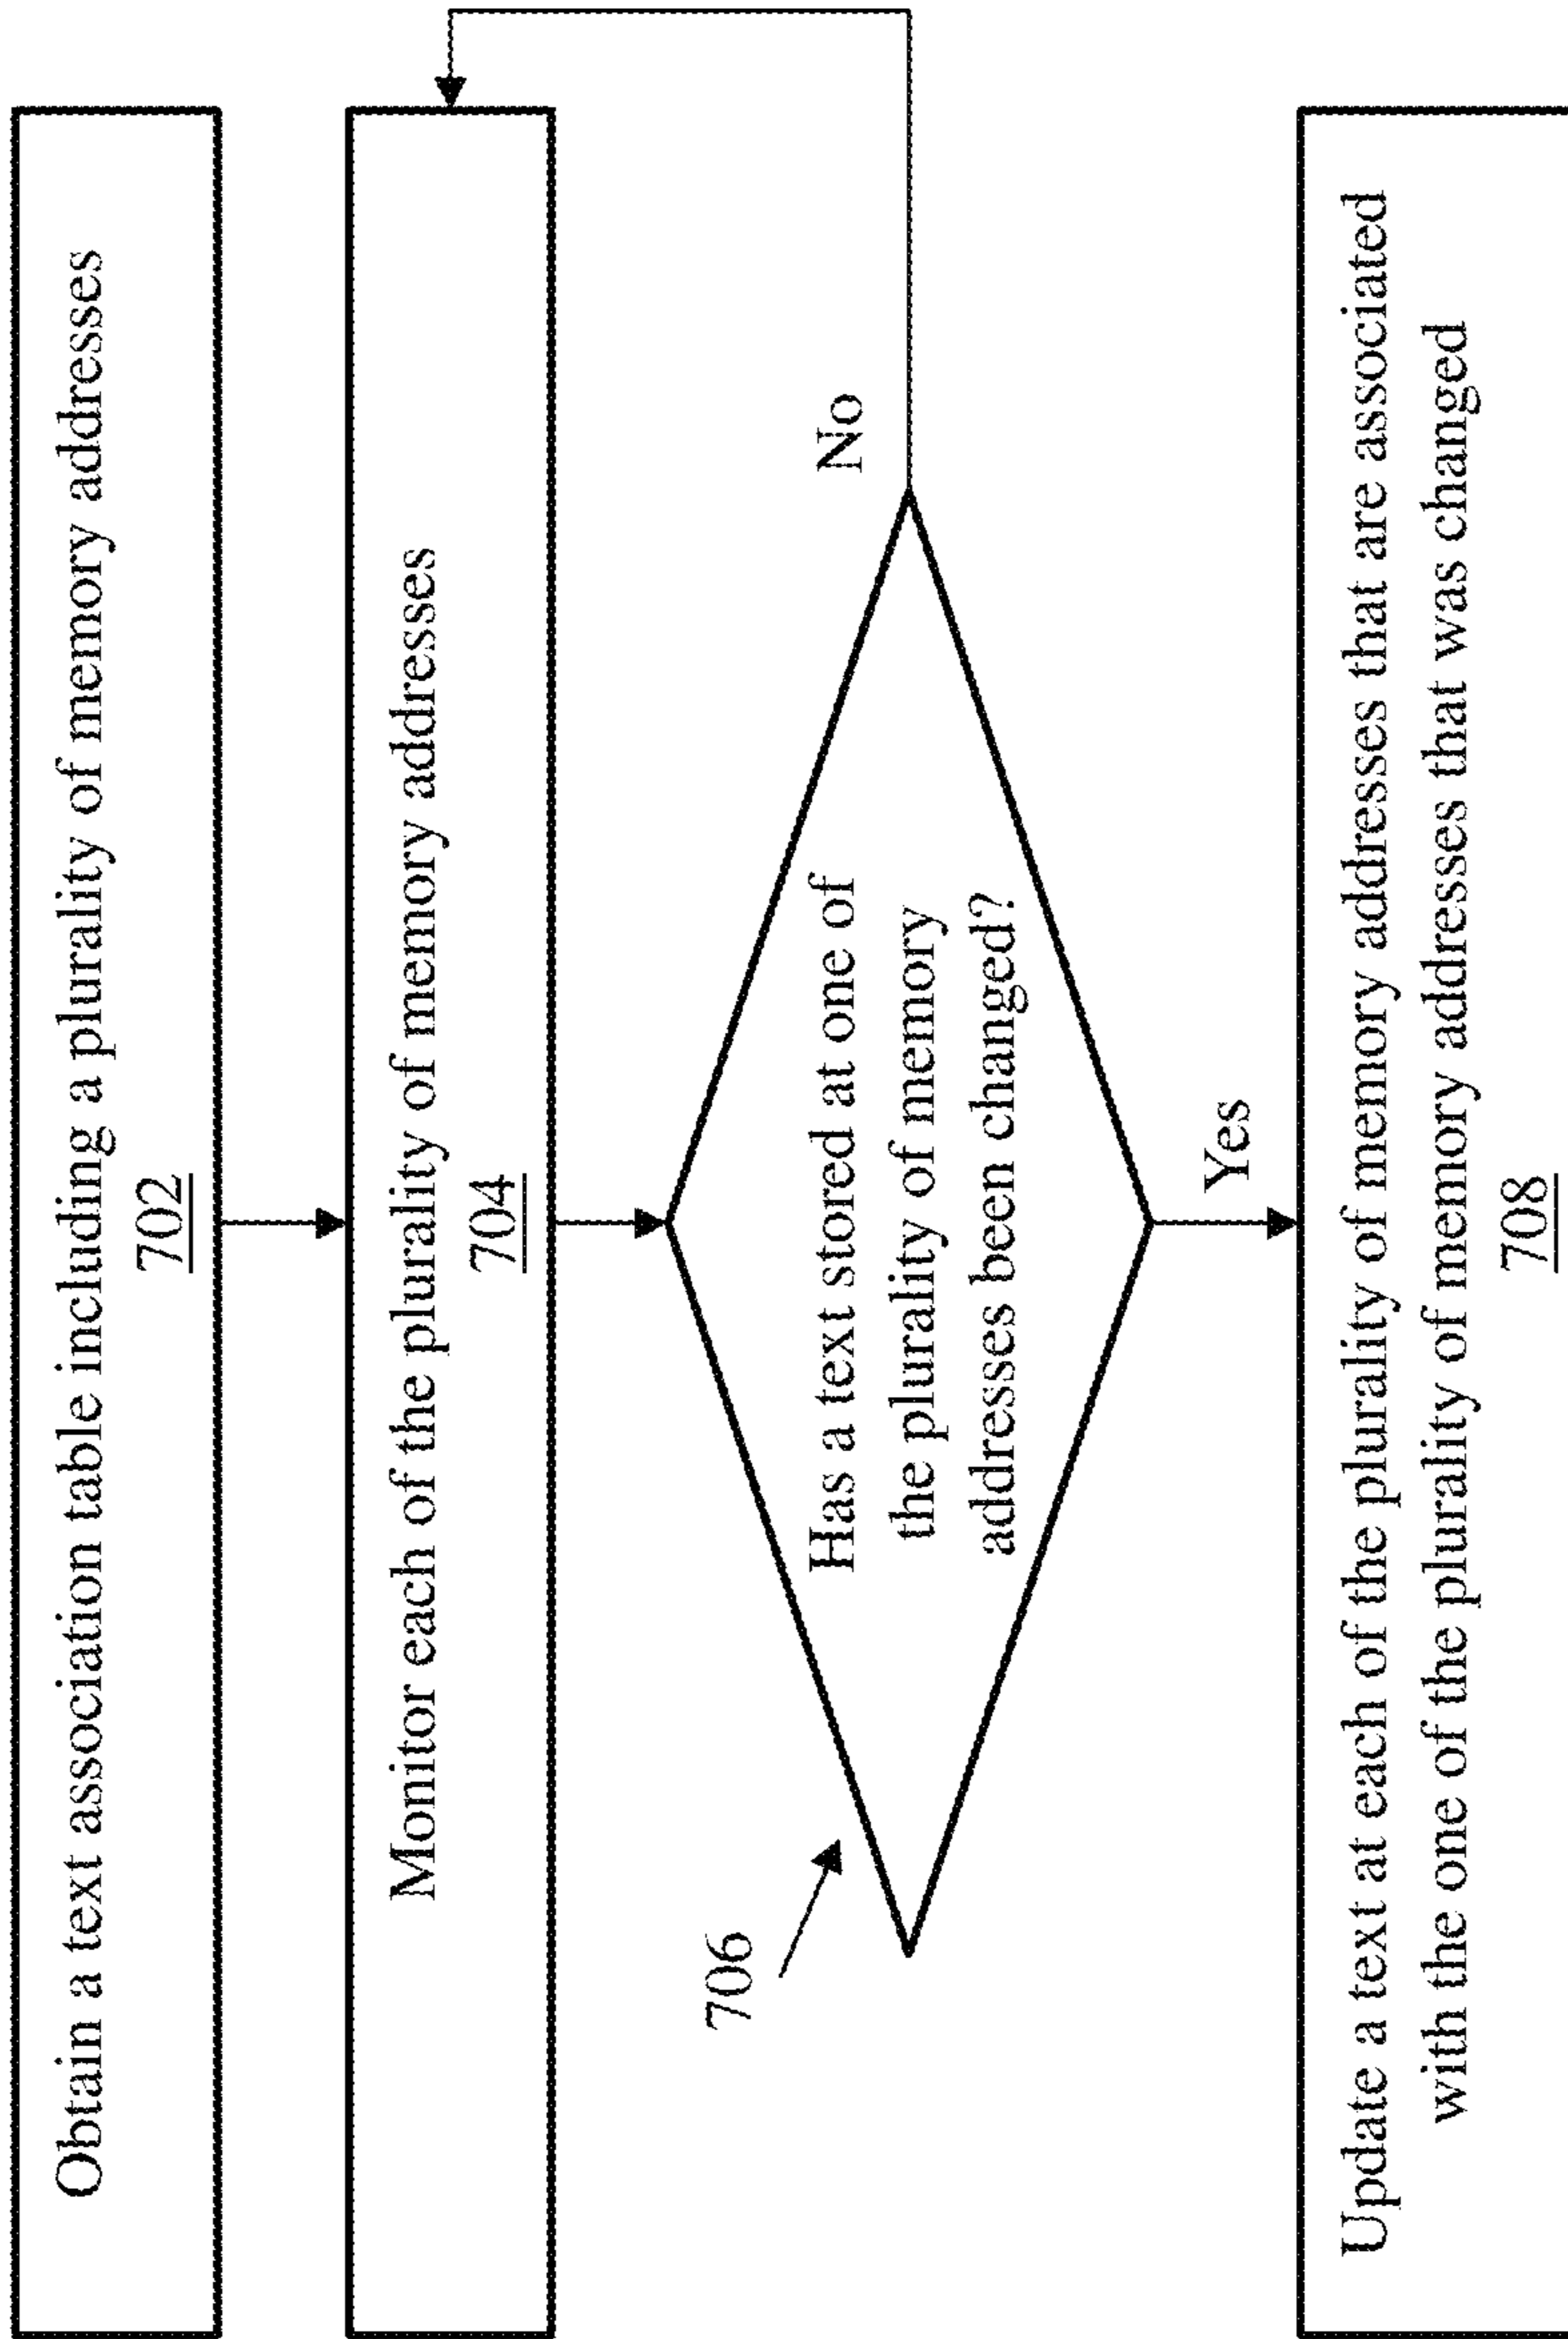 Obtain a text association table including a plurality of memory addresses
702
Monitor each of the plurality of memory addresses
704
706
Has a text stored at one of
the plurality of memory
addresses been changed?
No
Yes
Update a text at each of the plurality of memory addresses that are associated
with the one of the plurality of memory addresses that was changed
708